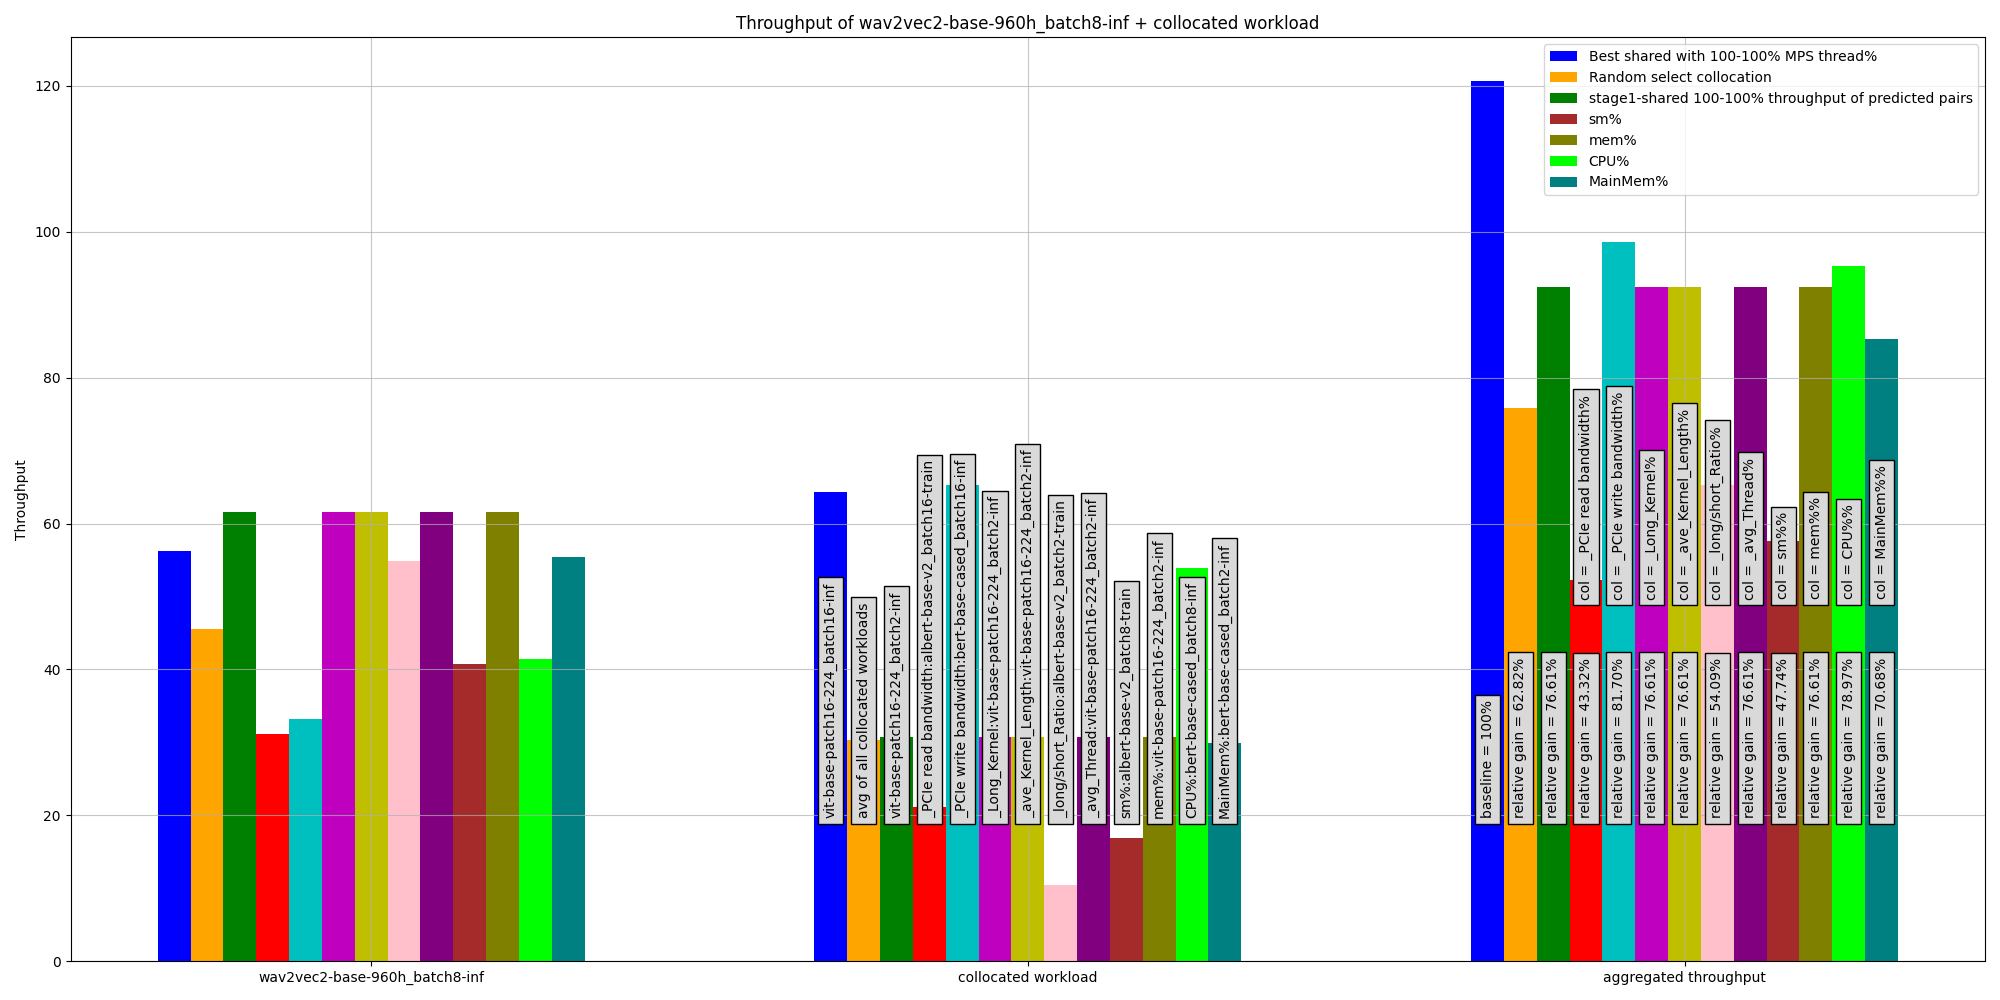 Throughput of wav2vec2-base-960h_batch8-inf + collocated workload
Throughput
120
100
80
60
40
20
0
Best shared with 100-100% MPS thread%
Random select collocation
stage1-shared 100-100% throughput of predicted pairs
sm%
mem%
CPU%
MainMem%
vit-base-patch16-224_batch16-inf
avg of all collocated workloads
vit-base-patch16-224_batch2-inf
_PCIe read bandwidth:albert-base-v2_batch16-train
_PCIe write bandwidth:bert-base-cased_batch16-inf
_Long_Kernel:vit-base-patch16-224_batch2-inf
_ave_Kernel_Length:vit-base-patch16-224_batch2-inf
_long/short_Ratio:albert-base-v2_batch2-train
_avg_Thread:vit-base-patch16-224_batch2-inf
sm%:albert-base-v2_batch8-train
mem%:vit-base-patch16-224_batch2-inf
CPU%:bert-base-cased_batch8-inf
MainMem%:bert-base-cased_batch2-inf
col = _PCIe read bandwidth%
col = _PCIe write bandwidth%
col = _Long_Kernel%
col = _ave_Kernel_Length%
col = _long/short_Ratio%
col = _avg_Thread%
col = sm%%
col = mem%%
col = CPU%%
col = MainMem%%
baseline = 100%
relative gain = 62.82%
relative gain = 76.61%
relative gain = 43.32%
relative gain = 81.70%
relative gain = 76.61%
relative gain = 76.61%
relative gain = 54.09%
relative gain = 76.61%
relative gain = 47.74%
relative gain = 76.61%
relative gain = 78.97%
relative gain = 70.68%
wav2vec2-base-960h_batch8-inf
collocated workload
aggregated throughput